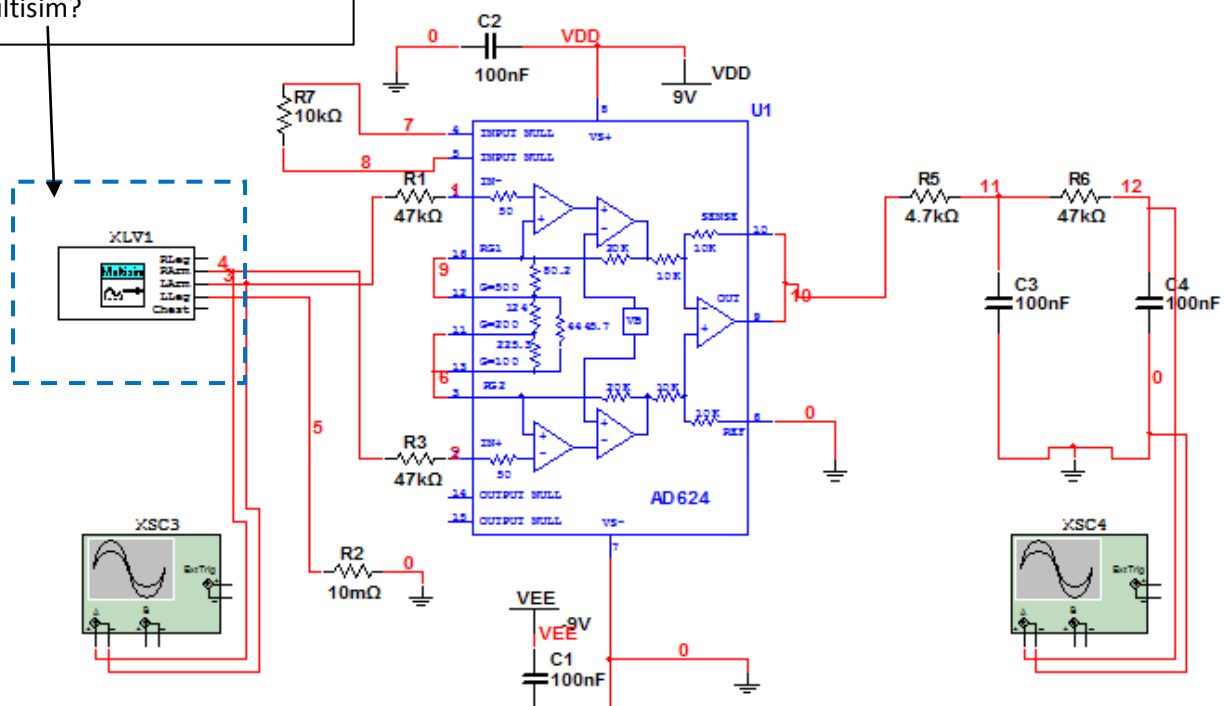 ultisim?
C2
0
VDD
100nF
VDD
9V
R7
10kΩ
7
8
U1
VS+
4 INPUT NULL
5 INPUT NULL
R1
47kΩ
1
IN-
50
XLV1
Multisim
RLeg
RArm
LArm
LLeg
Chest
4
3
5
9
6
16 RG1
12 G=500
11 G=200
13 G=100
3 RG2
80.2
124
225.3
4445.7
VB
20K
10K
10K
SENSE 10
OUT
9
10
20K
10K
10K
REF 6
0
R3
47kΩ
2
IN+
50
14 OUTPUT NULL
15 OUTPUT NULL
AD624
VS-
7
R5
4.7kΩ
11
R6
47kΩ
12
C3
100nF
C4
100nF
0
XSC3
Ext Trig
A
B
R2
10mΩ
0
VEE
-9V
VEE
C1
100nF
0
XSC4
Ext Trig
A
B